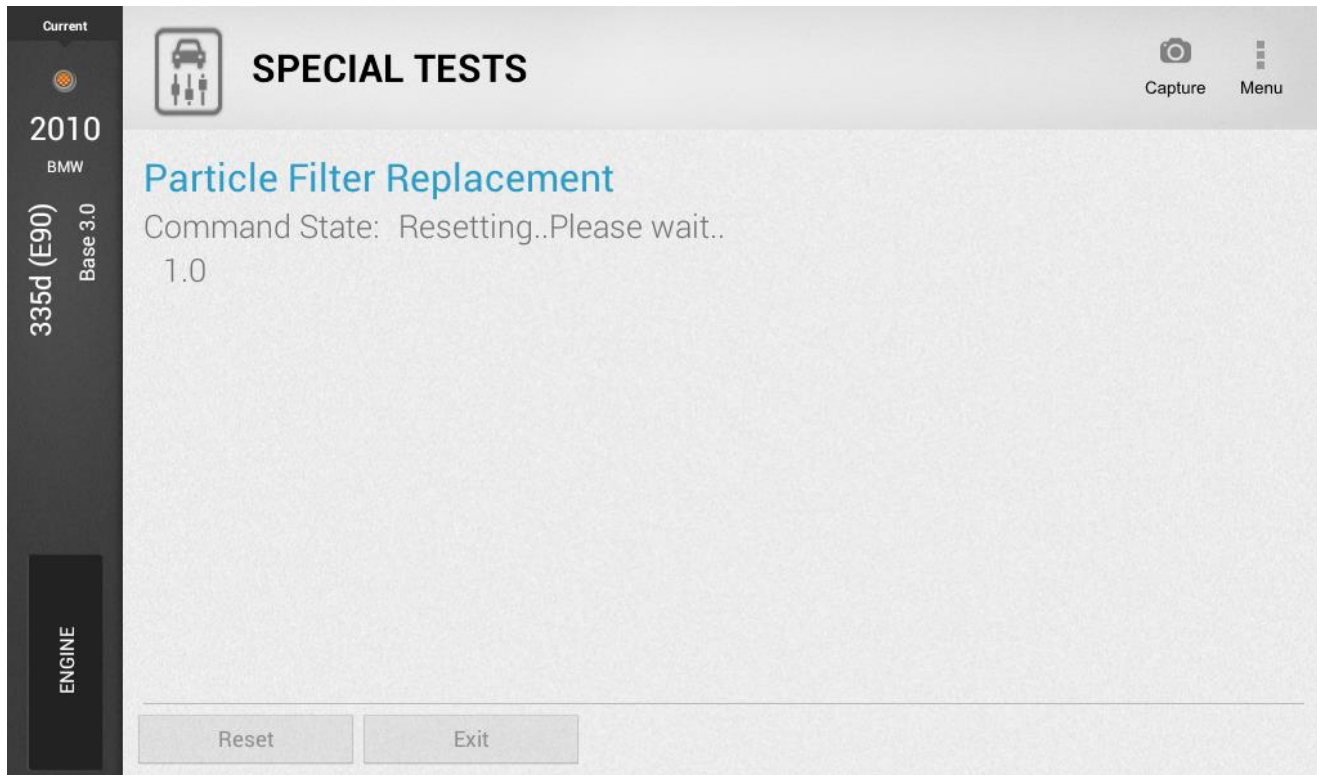 Current
2010
BMW
335d (E90)
Base 3.0
ENGINE
SPECIAL TESTS
Capture
Menu
Particle Filter Replacement
Command State: Resetting..Please wait..
1.0
Reset
Exit